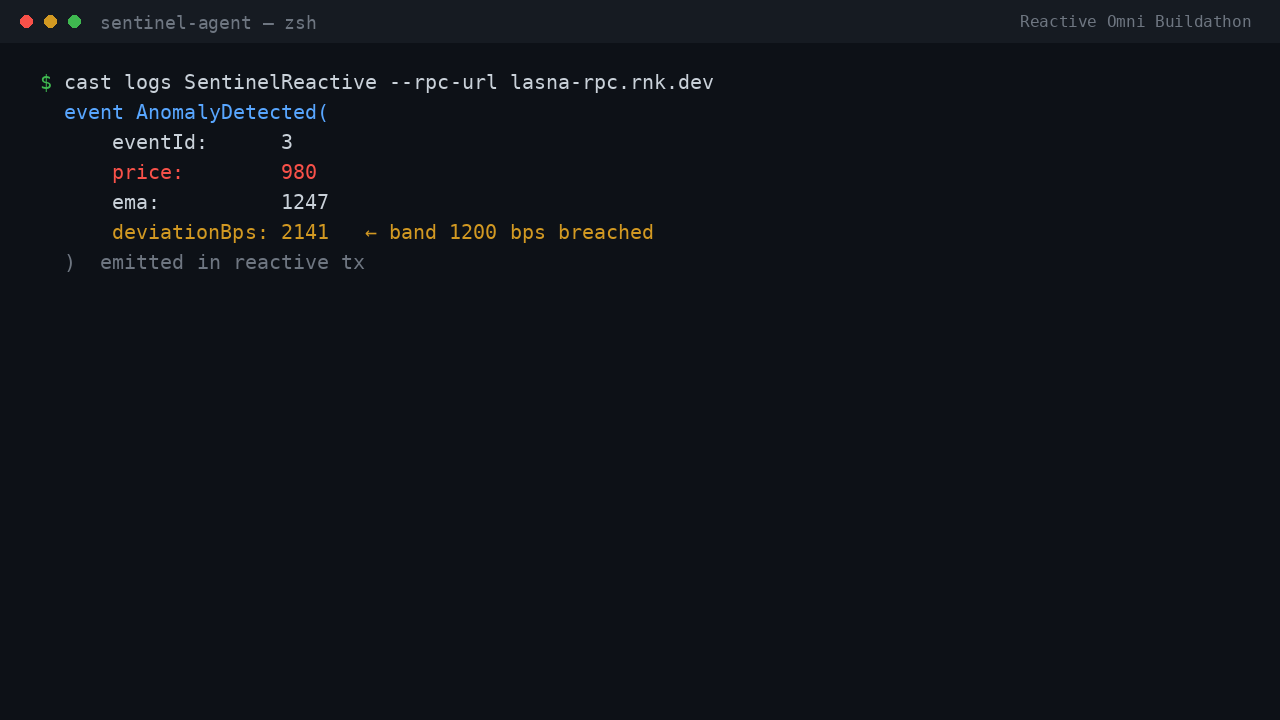 sentinel-agent — zsh
Reactive Omni Buildathon
$ cast logs SentinelReactive --rpc-url lasna-rpc.rnk.dev
event AnomalyDetected(
eventId: 3
price: 980
ema: 1247
deviationBps: 2141 ← band 1200 bps breached
) emitted in reactive tx